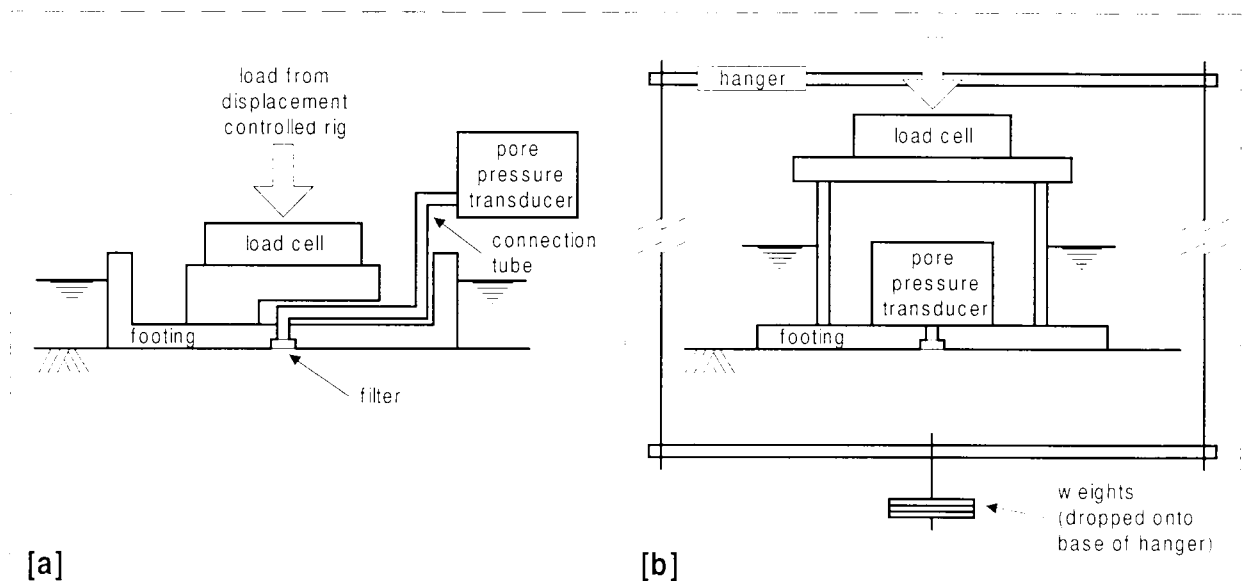 load from
displacement
controlled rig
load cell
pore
pressure
transducer
connection
tube
footing
filter
[a]
hanger
load cell
pore
pressure
transducer
footing
weights
(dropped onto
base of hanger)
[b]